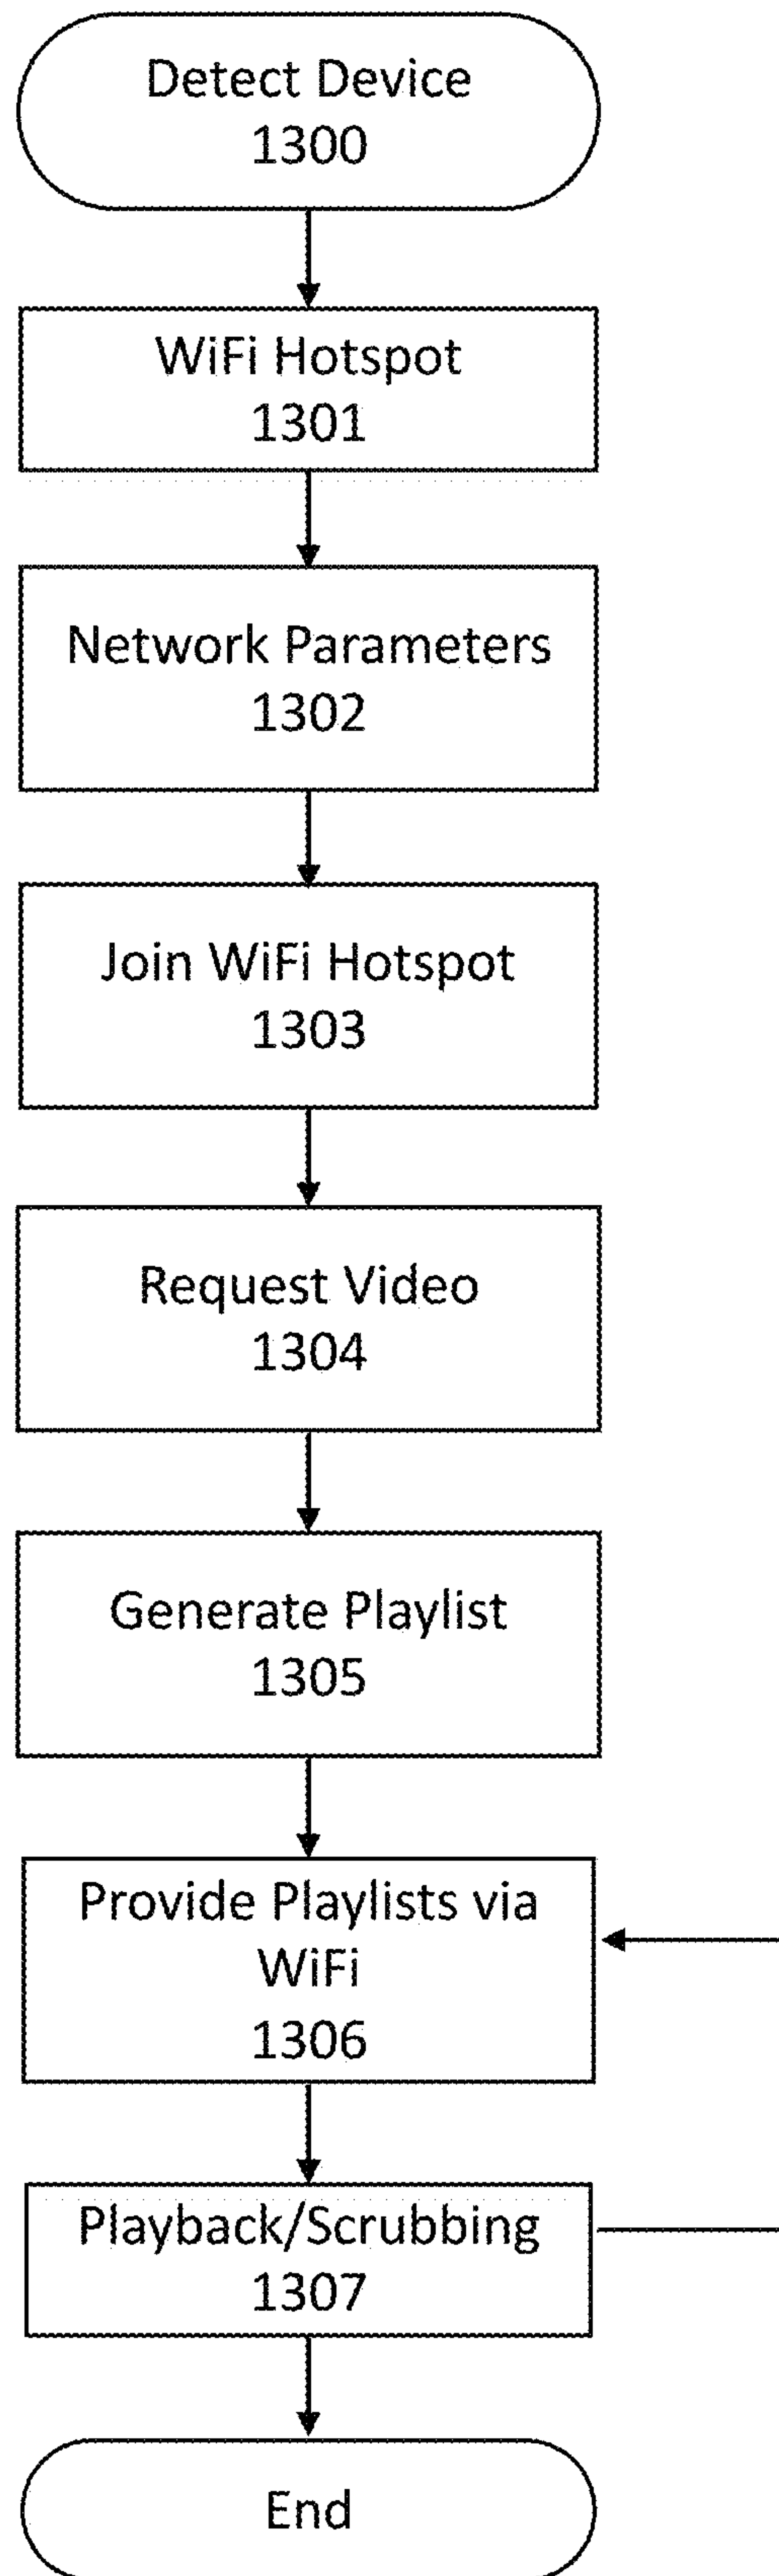 Detect Device
1300
WiFi Hotspot
1301
Network Parameters
1302
Join WiFi Hotspot
1303
Request Video
1304
Generate Playlist
1305
Provide Playlists via
WiFi
1306
Playback/Scrubbing
1307
End